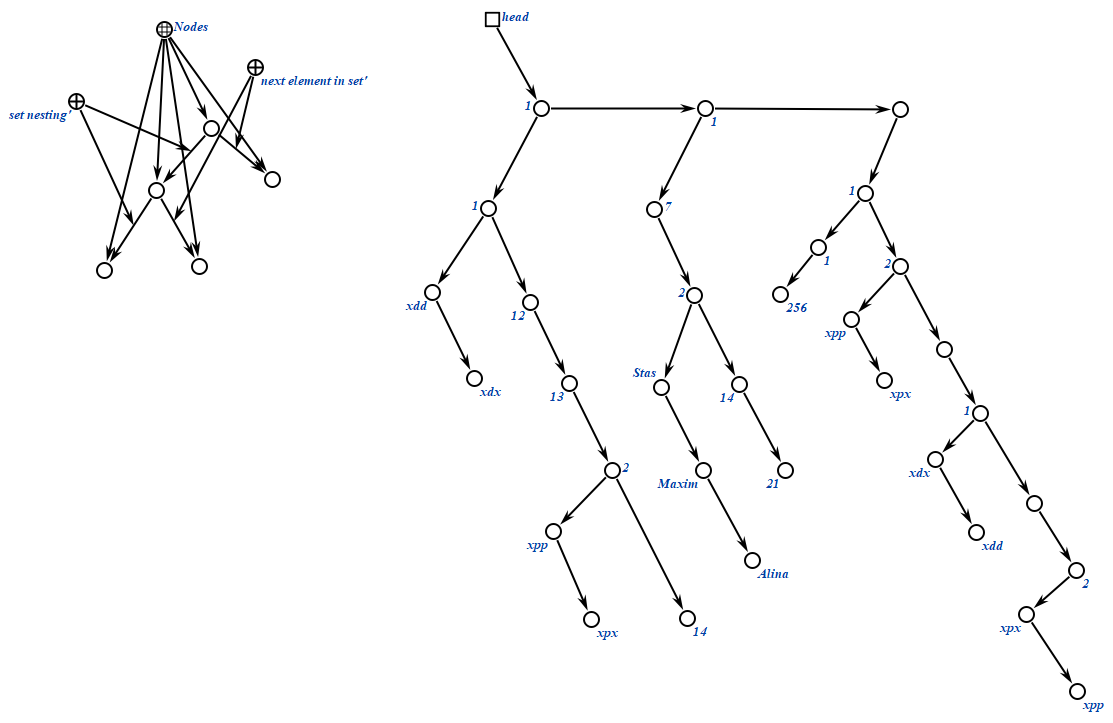 Nodes
next element in set'
set nesting'
head
1
1
1
7
1
1
256
2
xpp
xpx
xdd
xdx
12
13
2
xpp
xpx
14
2
Stas
Maxim
Alina
14
21
1
xdx
xdd
2
xpx
xpp